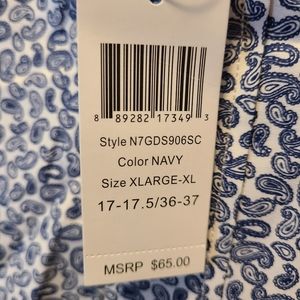 8 89282 17349 3
Style N7GDS906SC
Color NAVY
Size XLARGE-XL
17-17.5/36-37
MSRP $65.00